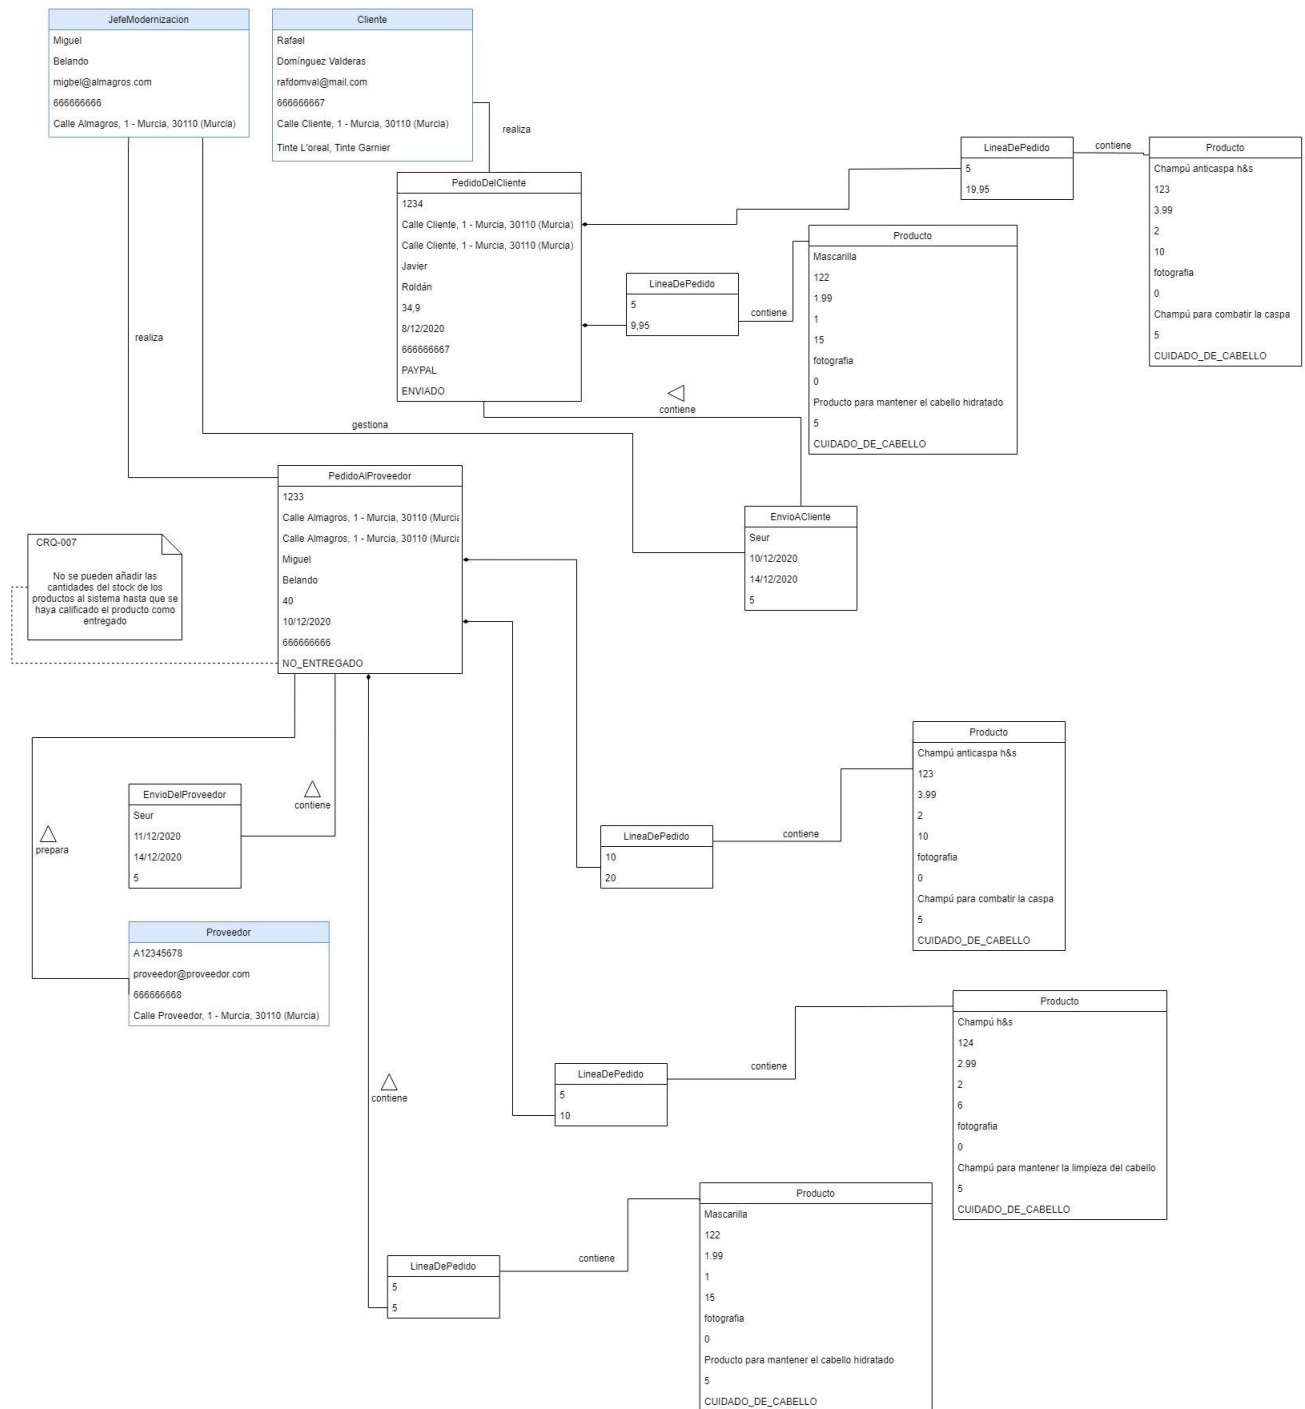 JefeModernizacion
Miguel
Belando
migbel@almagros.com
666666666
Calle Almagros, 1 - Murcia, 30110 (Murcia)
Cliente
Rafael
Domínguez Valderas
rafdomval@mail.com
666666667
Calle Cliente, 1 - Murcia, 30110 (Murcia)
Tinte L'oreal, Tinte Garnier
realiza
PedidoDelCliente
1234
Calle Cliente, 1 - Murcia, 30110 (Murcia)
Calle Cliente, 1 - Murcia, 30110 (Murcia)
Javier
Roldán
34,9
8/12/2020
666666667
PAYPAL
ENVIADO
LineaDePedido
5
19,95
contiene
Producto
Champú anticaspa h&s
123
3.99
2
10
fotografia
0
Champú para combatir la caspa
5
CUIDADO_DE_CABELLO
LineaDePedido
5
9,95
contiene
Producto
Mascarilla
122
1.99
1
15
fotografia
0
Producto para mantener el cabello hidratado
5
CUIDADO_DE_CABELLO
realiza
contiene
gestiona
EnvioACliente
Seur
10/12/2020
14/12/2020
5
PedidoAlProveedor
1233
Calle Almagros, 1 - Murcia, 30110 (Murcia
Calle Almagros, 1 - Murcia, 30110 (Murcia
Miguel
Belando
40
10/12/2020
666666666
NO_ENTREGADO
CRQ-007
No se pueden añadir las
cantidades del stock de los
productos al sistema hasta que se
haya calificado el producto como
entregado
EnvioDelProveedor
Seur
11/12/2020
14/12/2020
5
contiene
prepara
Proveedor
A12345678
proveedor@proveedor.com
666666668
Calle Proveedor, 1 - Murcia, 30110 (Murcia)
LineaDePedido
10
20
contiene
Producto
Champú anticaspa h&s
123
3.99
2
10
fotografia
0
Champú para combatir la caspa
5
CUIDADO_DE_CABELLO
LineaDePedido
5
10
contiene
Producto
Champú h&s
124
2.99
2
6
fotografia
0
Champú para mantener la limpieza del cabello
5
CUIDADO_DE_CABELLO
contiene
LineaDePedido
5
5
contiene
Producto
Mascarilla
122
1.99
1
15
fotografia
0
Producto para mantener el cabello hidratado
5
CUIDADO_DE_CABELLO